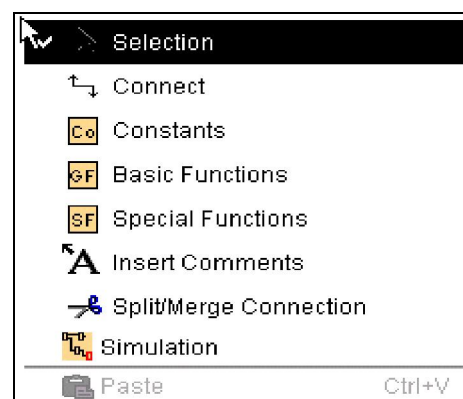 Selection
Connect
Co Constants
GF Basic Functions
SF Special Functions
A Insert Comments
Split/Merge Connection
Simulation
Paste Ctrl+V